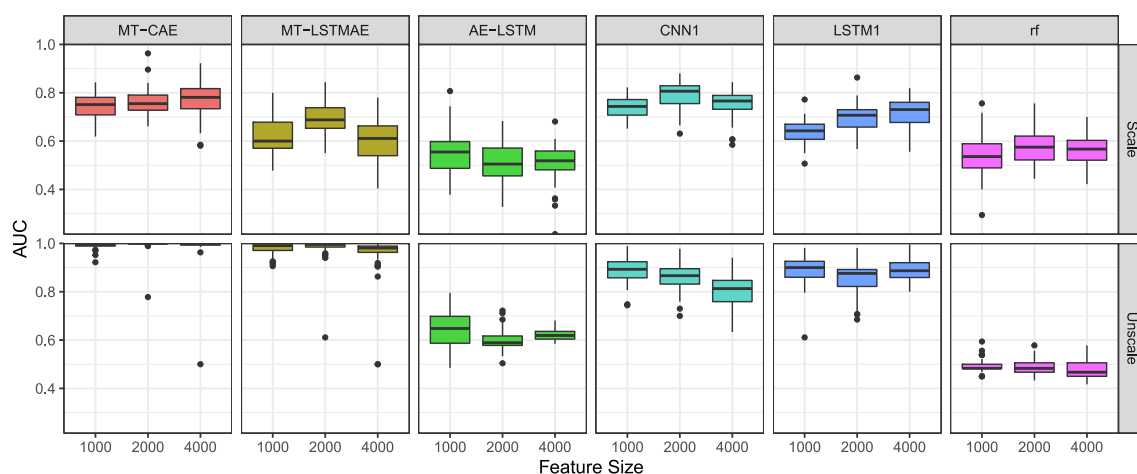 MT−CAE MT−LSTMAE AE−LSTM CNN1 LSTM1 rf
1.0
0.8
0.6
0.4
Scale
AUC
1.0
0.8
0.6
0.4
Unscale
1000 2000 4000 1000 2000 4000 1000 2000 4000 1000 2000 4000 1000 2000 4000 1000 2000 4000
Feature Size